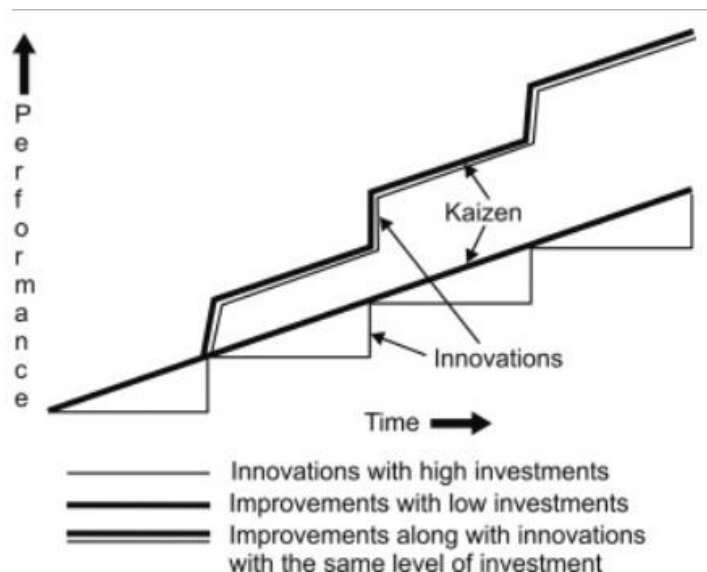 Performance
Kaizen
Innovations
Time
Innovations with high investments
Improvements with low investments
Improvements along with innovations
with the same level of investment